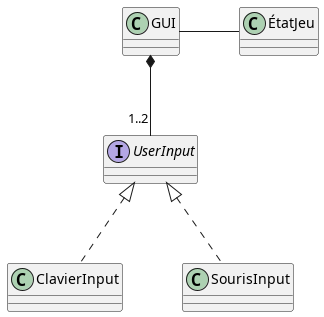 C GUI
C ÉtatJeu
1..2
I UserInput
C ClavierInput
C SourisInput